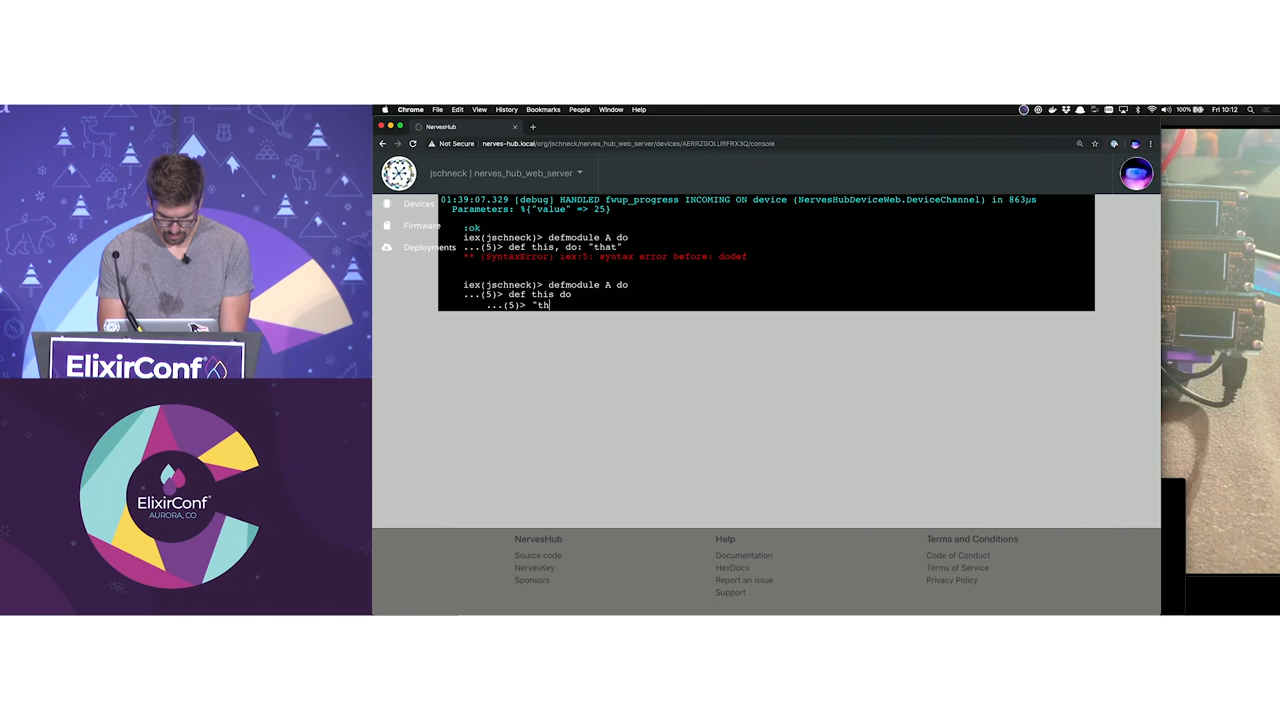 Chrome File Edit View History Bookmarks People Window Help 100% Fri 10:12
NervesHub
Not Secure nerves-hub.local/org/jschneck/nerves_hub_web_server/devices/AERRZGOLURFRX3Q/console
jschneck | nerves_hub_web_server
Devices
Firmware
Deployments
01:39:07.329 [debug] HANDLED fwup_progress INCOMING ON device (NervesHubDeviceWeb.DeviceChannel) in 863µs
Parameters: %{"value" => 25}
:ok
iex(jschneck)> defmodule A do
...(5)> def this, do: "that"
** (SyntaxError) iex:5: syntax error before: dodef
iex(jschneck)> defmodule A do
...(5)> def this do
...(5)> "th
ElixirConf
ElixirConf
AURORA, CO
NervesHub
Source code
NervesKey
Sponsors
Help
Documentation
HexDocs
Report an issue
Support
Terms and Conditions
Code of Conduct
Terms of Service
Privacy Policy